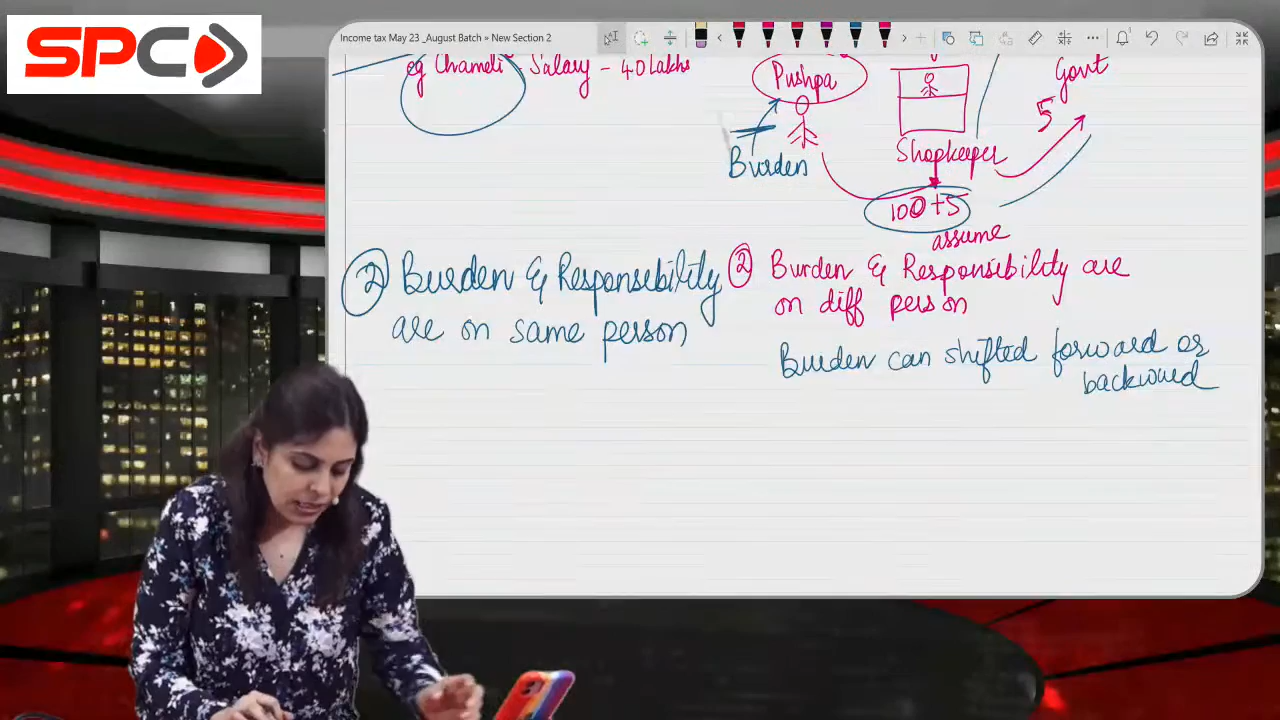 SPC
Income tax May 23 _August Batch » New Section 2
eg Chameli - Salary - 40 Lakhs
Pushpa
Govt
5
Burden
Shopkeeper
100+5
assume
② Burden & Responsibility
are on same person
② Burden & Responsibility are
on diff person
Burden can shifted forward or
backward